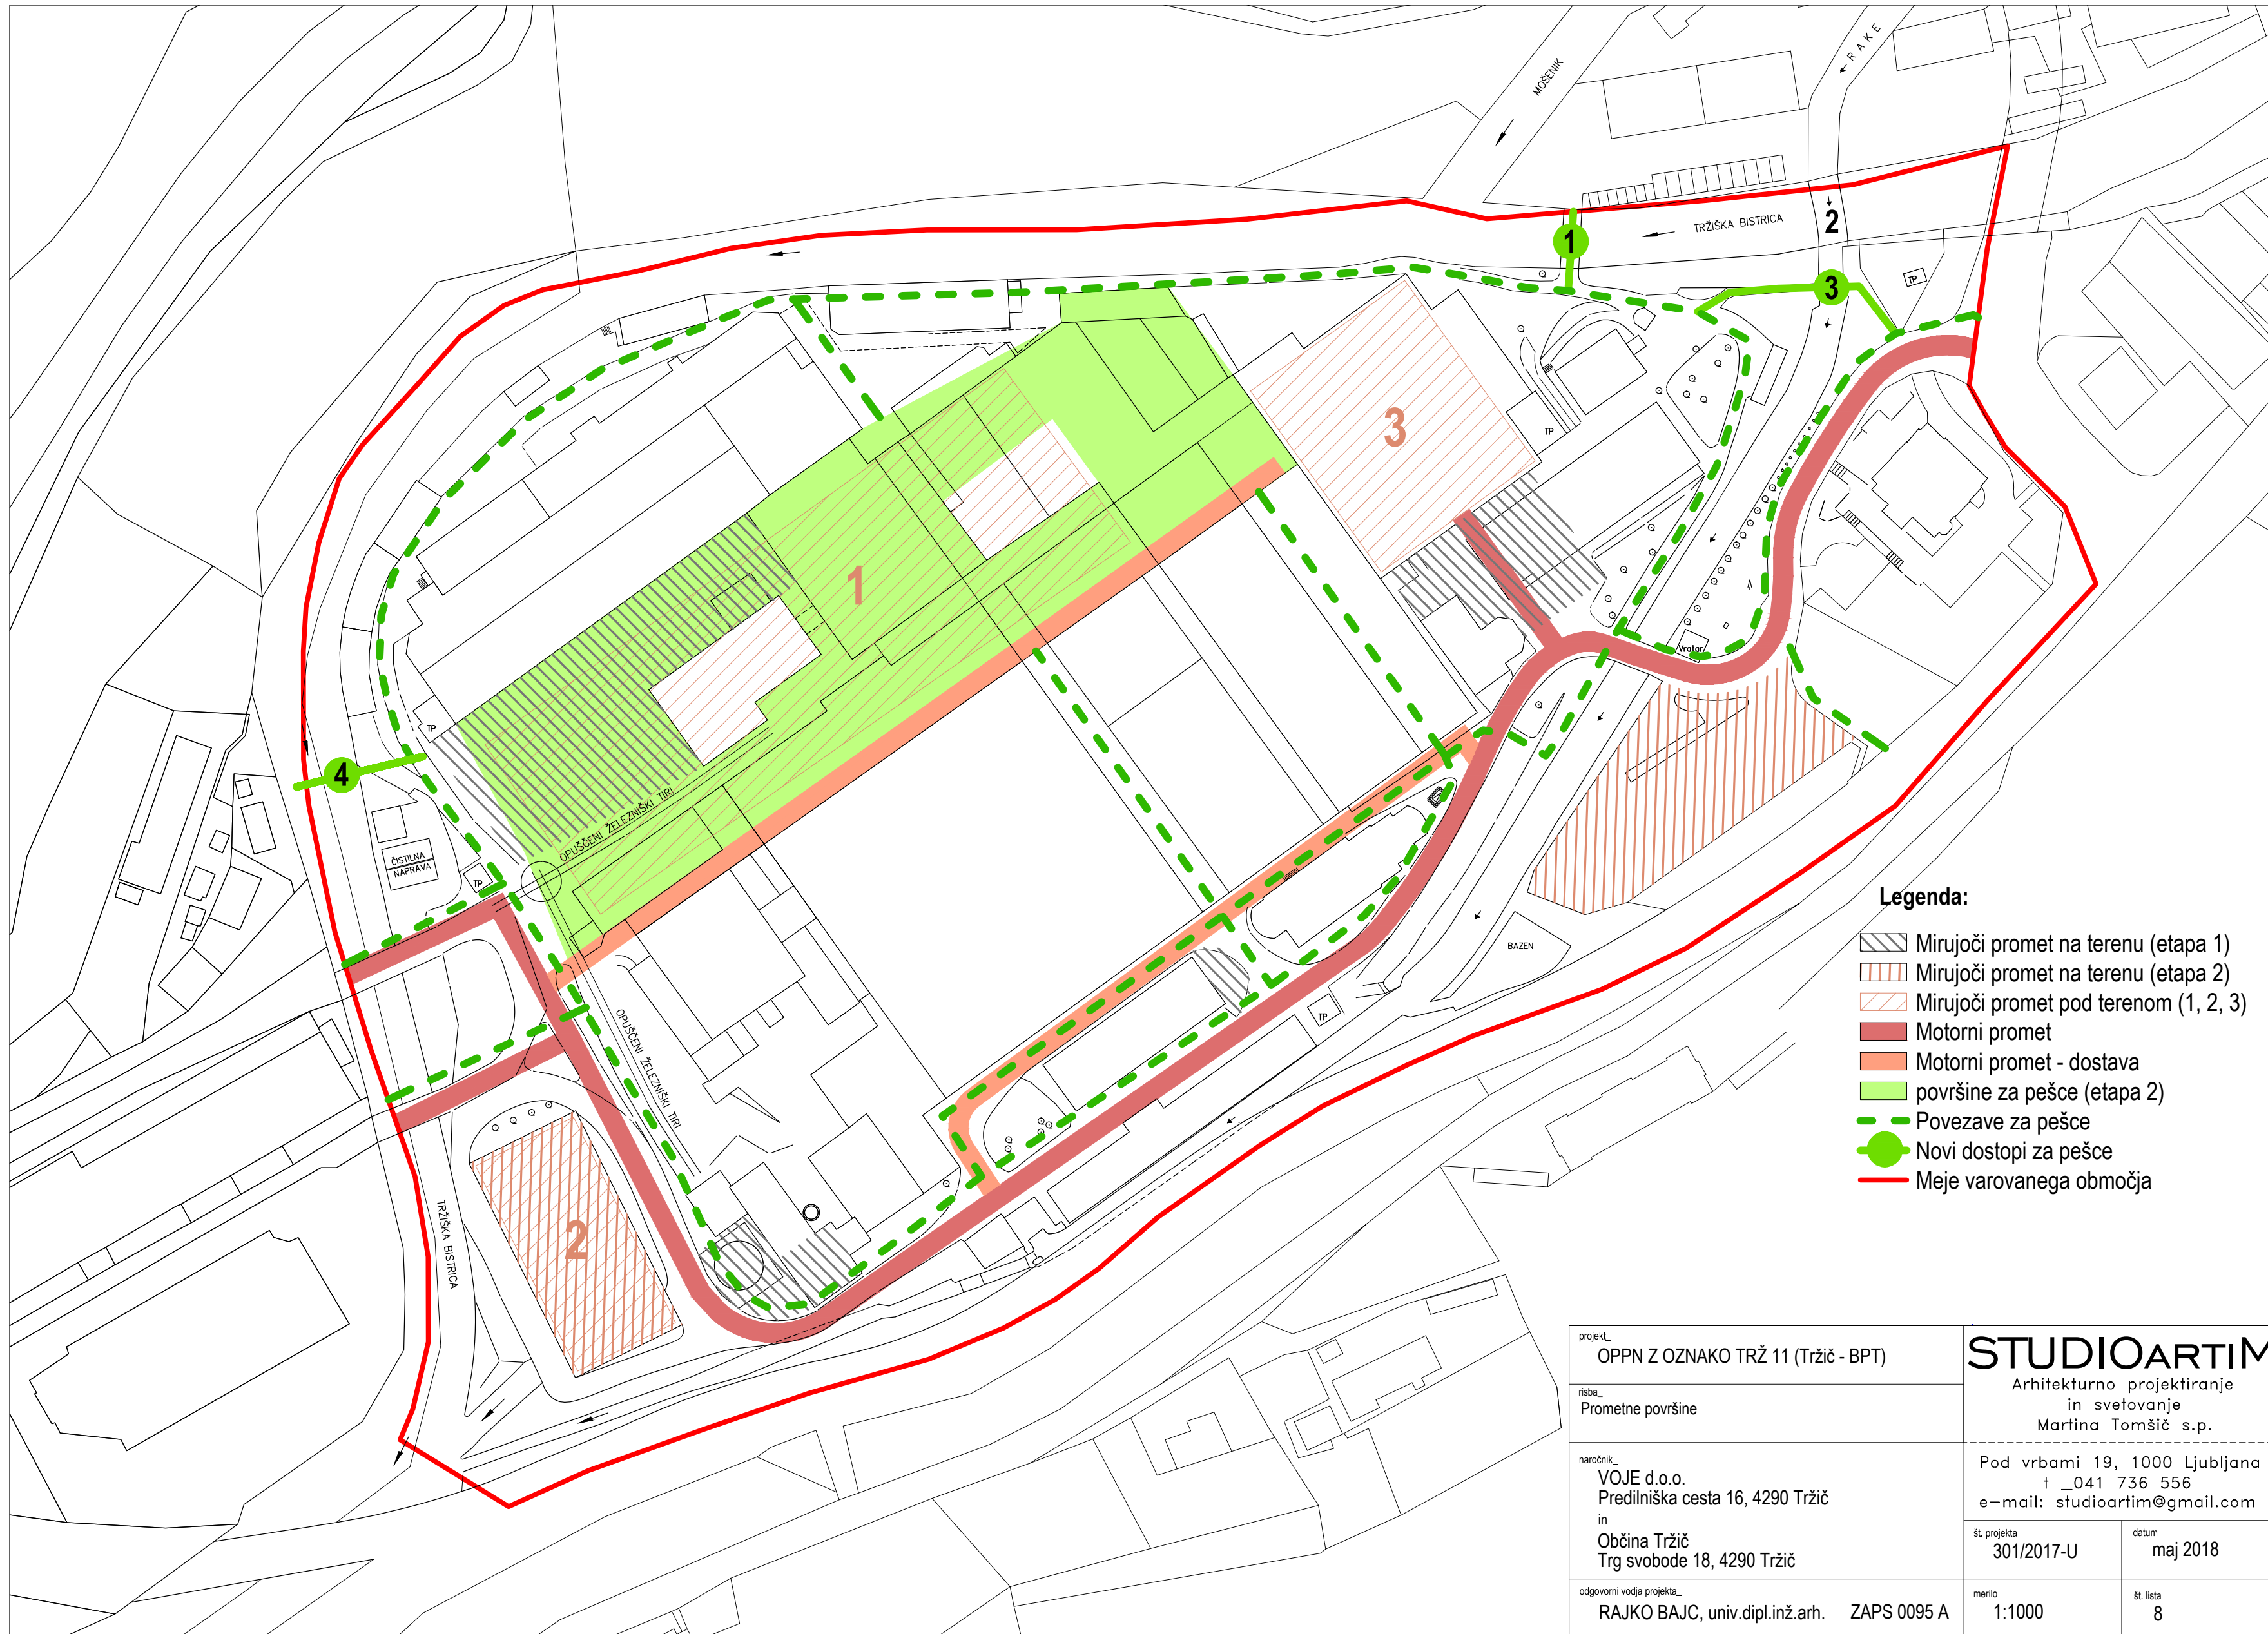 MOŠENIK
RAKE
TRŽIŠKA BISTRICA
1
2
3
TP
3
TP
1
Vrator
TP
4
OPUŠČENI ŽELEZNIŠKI TIRI
ČISTILNA
NAPRAVA
TP
BAZEN
TP
OPUŠČENI ŽELEZNIŠKI TIRI
TRŽIŠKA BISTRICA
2
Legenda:
Mirujoči promet na terenu (etapa 1)
Mirujoči promet na terenu (etapa 2)
Mirujoči promet pod terenom (1, 2, 3)
Motorni promet
Motorni promet - dostava
površine za pešce (etapa 2)
Povezave za pešce
Novi dostopi za pešce
Meje varovanega območja
projekt_
OPPN Z OZNAKO TRŽ 11 (Tržič - BPT)
risba_
Prometne površine
naročnik_
VOJE d.o.o.
Predilniška cesta 16, 4290 Tržič
in
Občina Tržič
Trg svobode 18, 4290 Tržič
odgovorni vodja projekta_
RAJKO BAJC, univ.dipl.inž.arh. ZAPS 0095 A
STUDIOARTIM
Arhitekturno projektiranje
in svetovanje
Martina Tomšič s.p.
Pod vrbami 19, 1000 Ljubljana
t _041 736 556
e-mail: studioartim@gmail.com
št. projekta
301/2017-U
datum
maj 2018
merilo
1:1000
št. lista
8